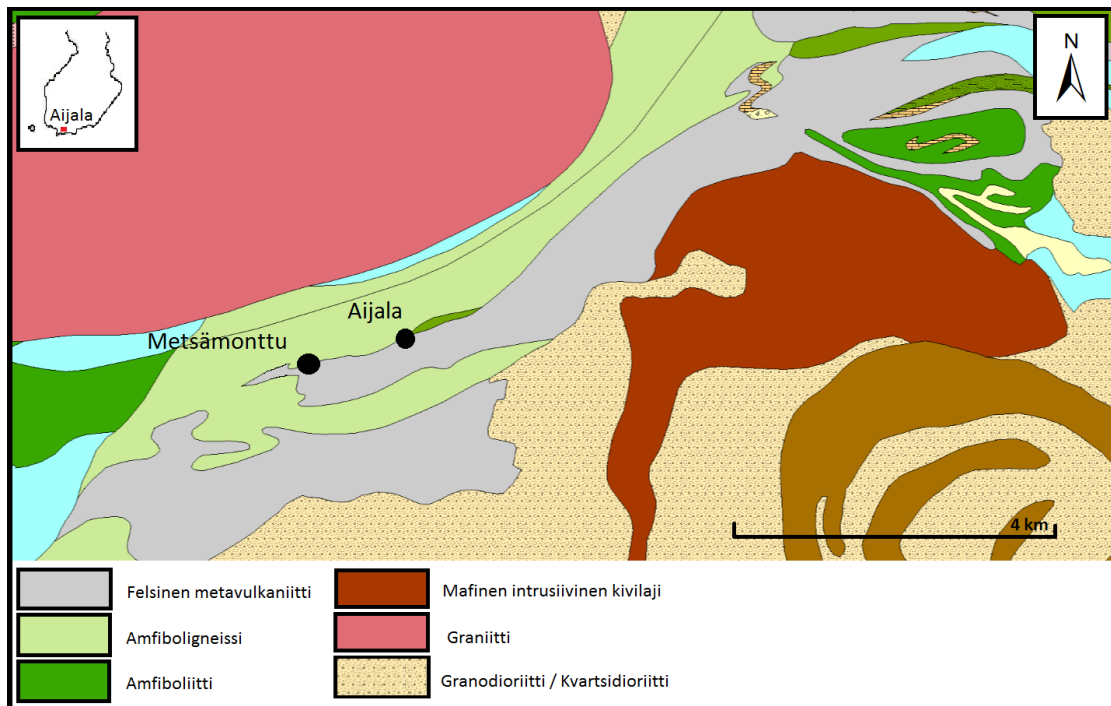 Aijala
N
Aijala
Metsämonttu
4 km
Felsinen metavulkaniitti
Mafinen intrusiivinen kivilaji
Amfiboligneissi
Graniitti
Amfiboliitti
Granodioriitti / Kvartsidioriitti